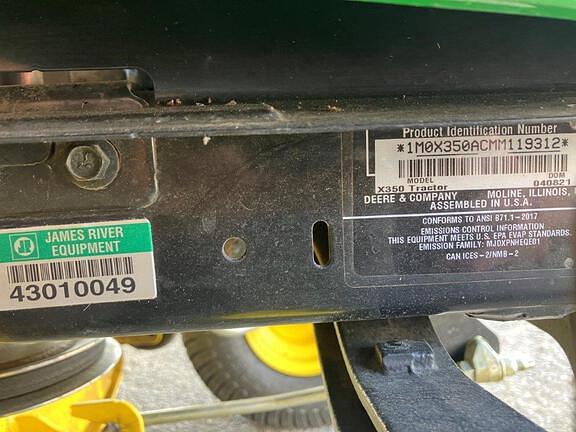 Product Identification Number
*1M0X350ACMM119312*
MODEL DOM
X350 Tractor 040821
DEERE & COMPANY MOLINE, ILLINOIS,
ASSEMBLED IN U.S.A.
CONFORMS TO ANSI B71.1 - 2017
EMISSIONS CONTROL INFORMATION
THIS EQUIPMENT MEETS U.S. EPA EVAP STANDARDS.
EMISSION FAMILY: MJDXPNHEQE01
CAN ICES - 2/NMB - 2
JAMES RIVER
EQUIPMENT
43010049